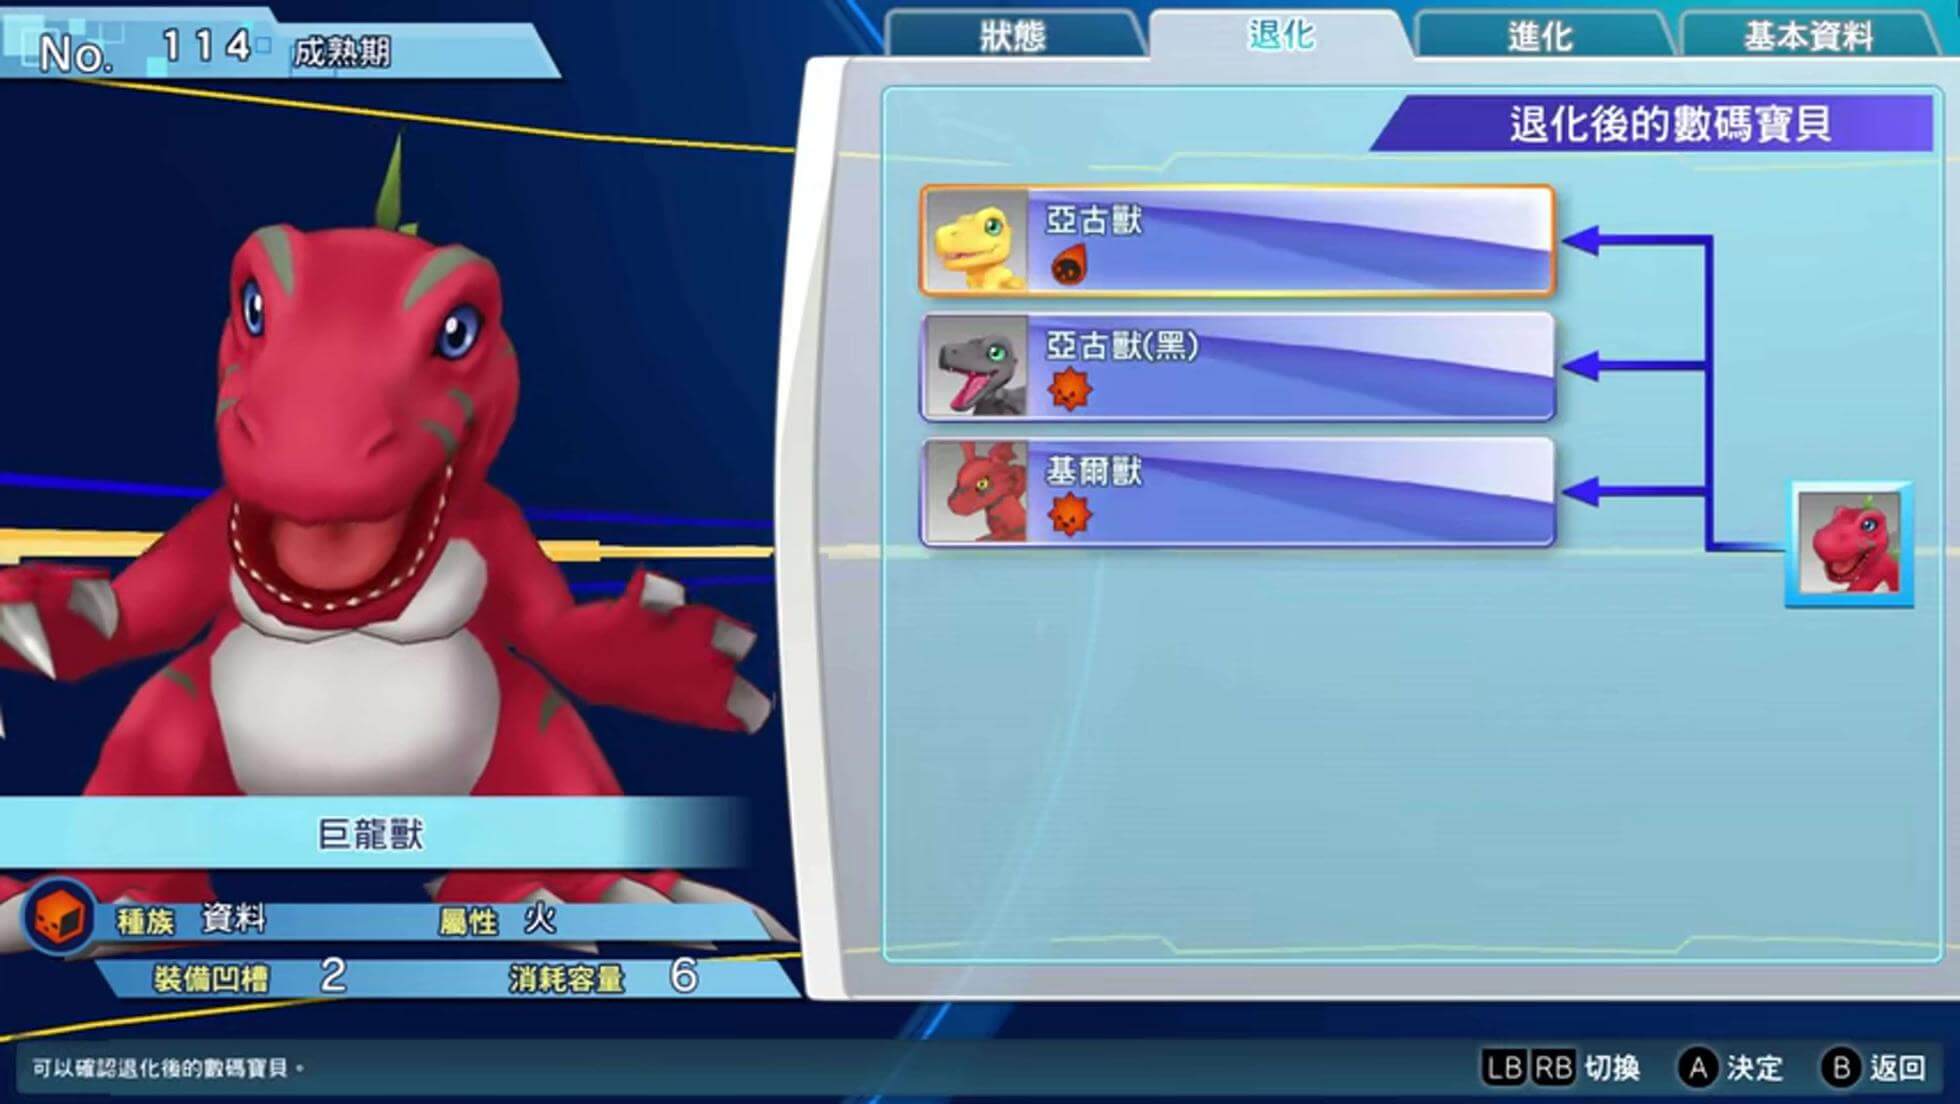 No. 114 成熟期
狀態 退化 進化 基本資料
退化後的數碼寶貝
亞古獸
亞古獸(黑)
基爾獸
巨龍獸
種族 資料 屬性 火
裝備凹槽 2 消耗容量 6
可以確認退化後的數碼寶貝。
LB RB 切換 A 決定 B 返回